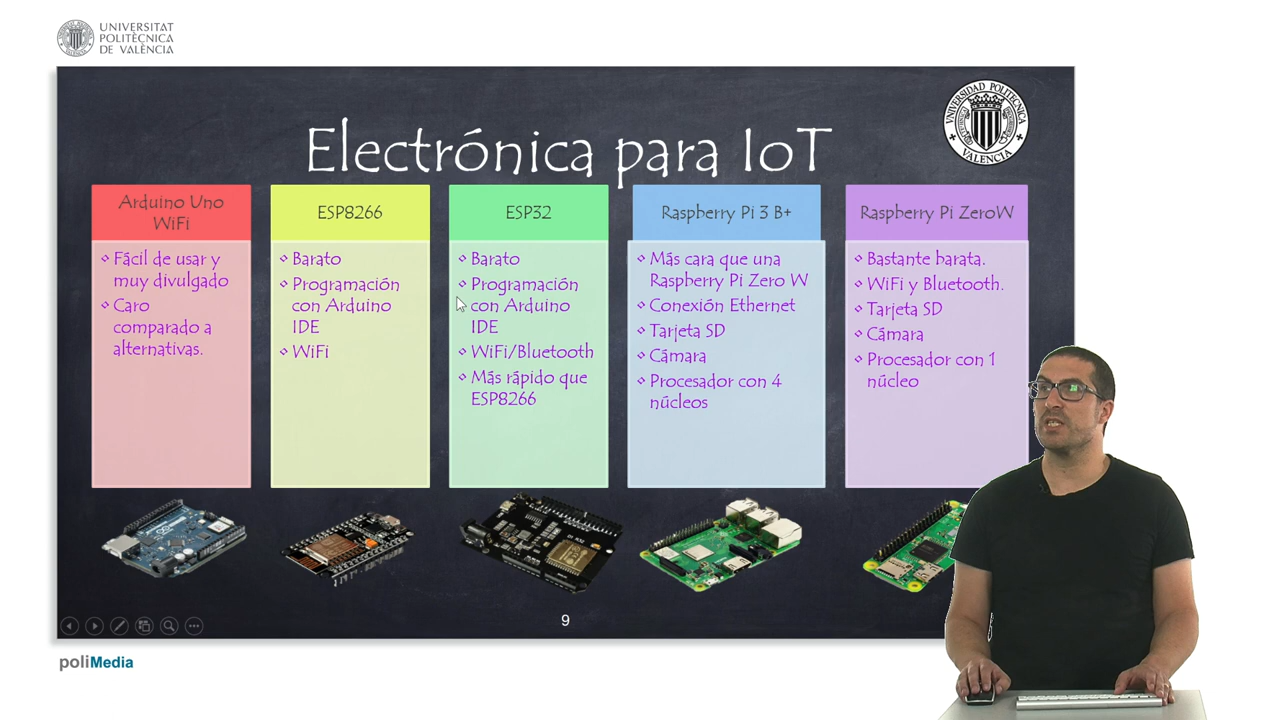 UNIVERSITAT
POLITÈCNICA
DE VALÈNCIA
UNIVERSIDAD POLITECNICA
VALENCIA
Electrónica para IoT
Arduino Uno
WiFi
Fácil de usar y
muy divulgado
Caro
comparado a
alternativas.
ESP8266
Barato
Programación
con Arduino
IDE
WiFi
ESP32
Barato
Programación
con Arduino
IDE
WiFi/Bluetooth
Más rápido que
ESP8266
Raspberry Pi 3 B+
Más cara que una
Raspberry Pi Zero W
Conexión Ethernet
Tarjeta SD
Cámara
Procesador con 4
núcleos
Raspberry Pi ZeroW
Bastante barata.
WiFi y Bluetooth.
Tarjeta SD
Cámara
Procesador con 1
núcleo
9
poliMedia